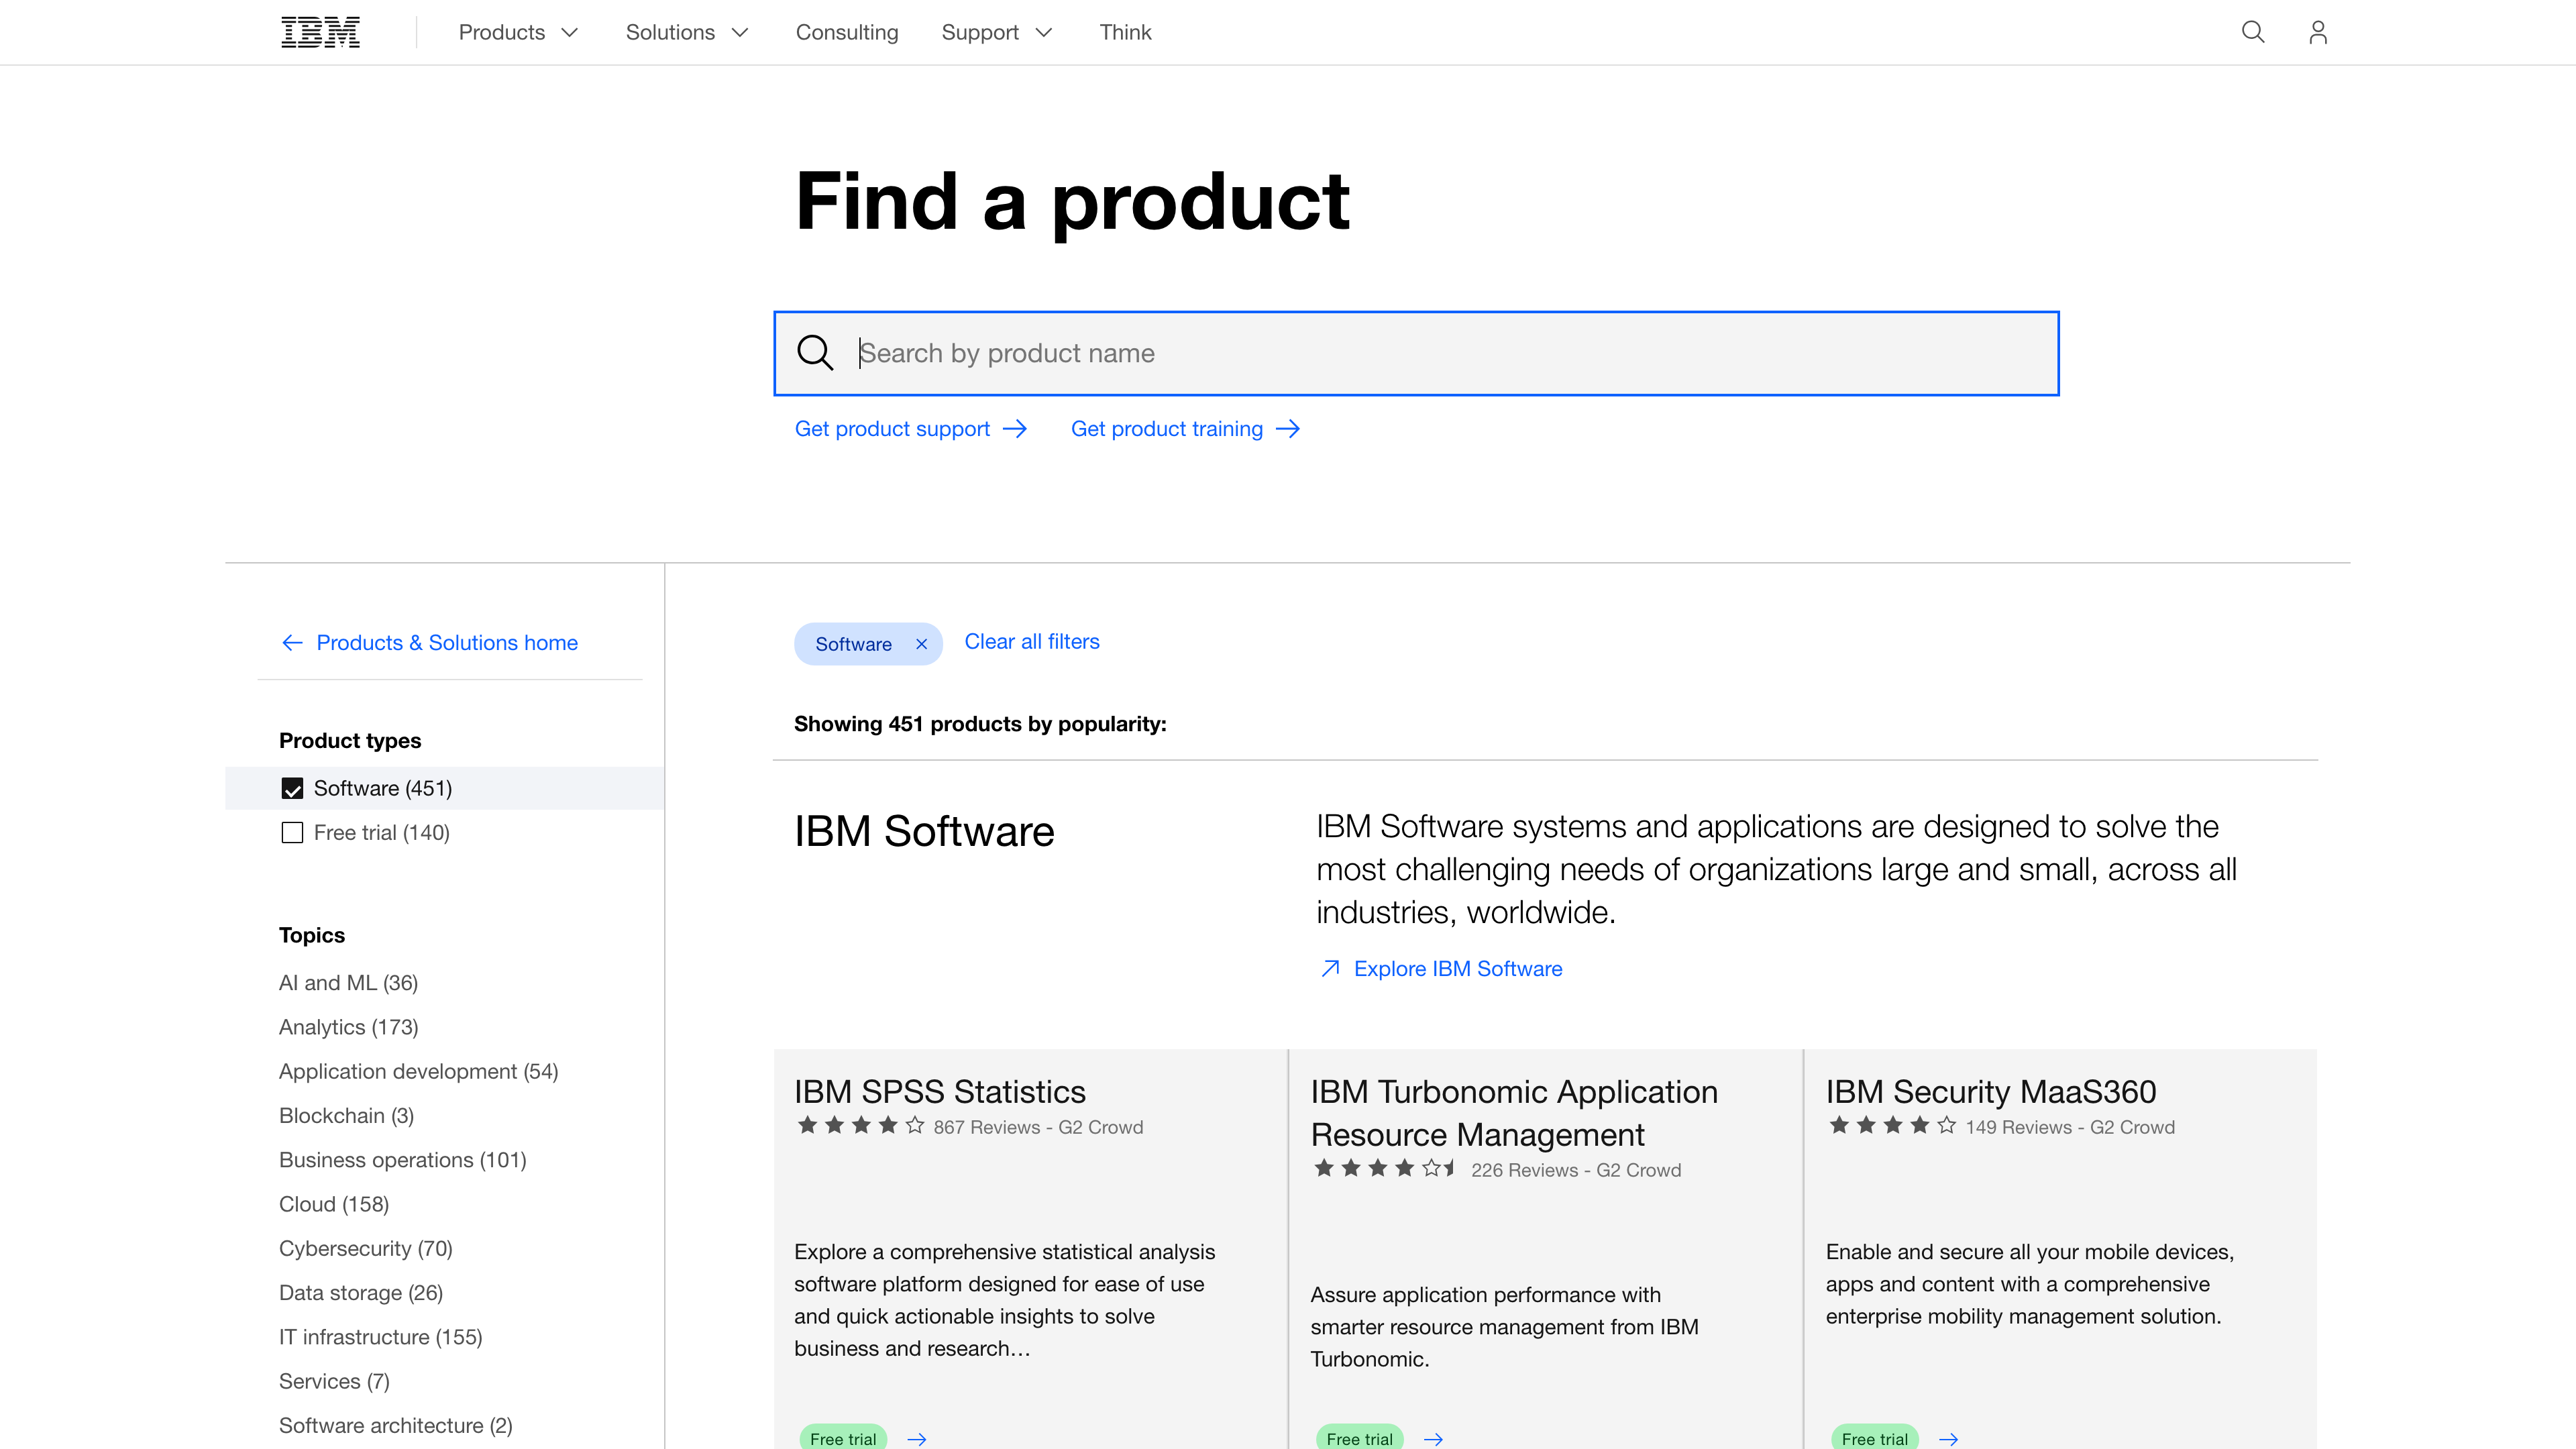 IBM
Products
Solutions
Consulting
Support
Think
Find a product
Search by product name
Get product support
Get product training
Products & Solutions home
Product types
Software (451)
Free trial (140)
Topics
AI and ML (36)
Analytics (173)
Application development (54)
Blockchain (3)
Business operations (101)
Cloud (158)
Cybersecurity (70)
Data storage (26)
IT infrastructure (155)
Services (7)
Software architecture (2)
Software ×
Clear all filters
Showing 451 products by popularity:
IBM Software
IBM Software systems and applications are designed to solve the
most challenging needs of organizations large and small, across all
industries, worldwide.
Explore IBM Software
IBM SPSS Statistics
867 Reviews - G2 Crowd
Explore a comprehensive statistical analysis
software platform designed for ease of use
and quick actionable insights to solve
business and research…
Free trial
IBM Turbonomic Application
Resource Management
226 Reviews - G2 Crowd
Assure application performance with
smarter resource management from IBM
Turbonomic.
Free trial
IBM Security MaaS360
149 Reviews - G2 Crowd
Enable and secure all your mobile devices,
apps and content with a comprehensive
enterprise mobility management solution.
Free trial